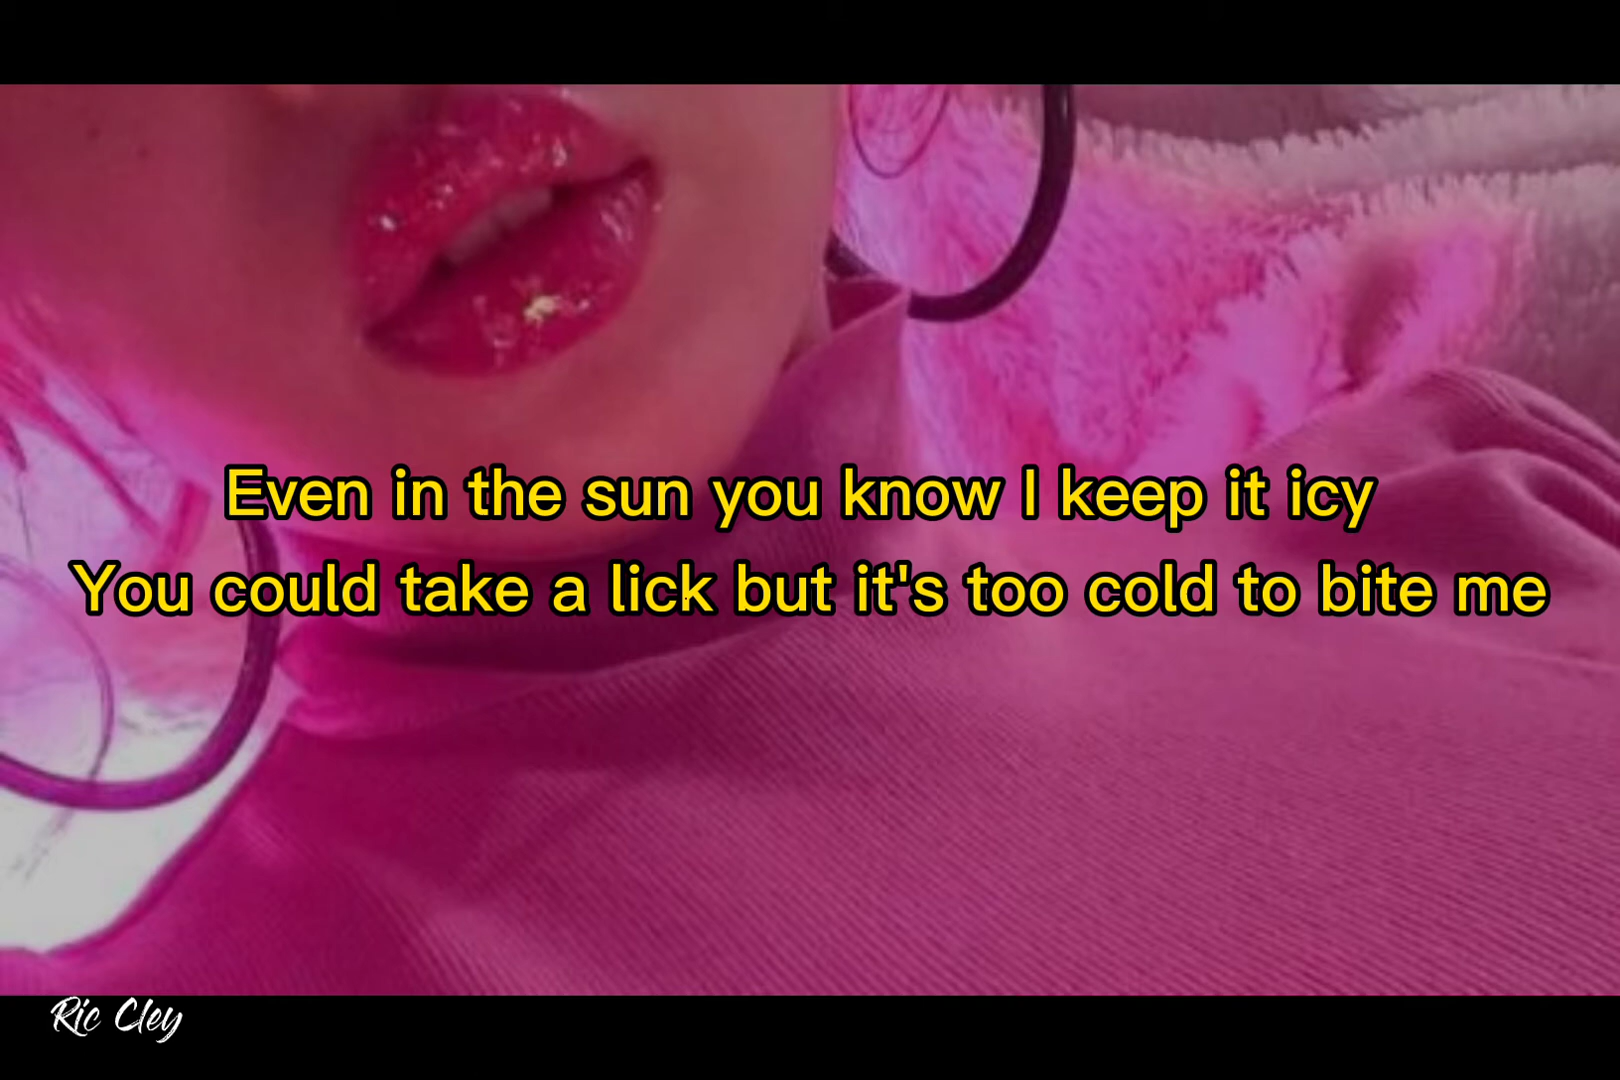 Even in the sun you know I keep it icy
You could take a lick but it's too cold to bite me
Ric Cley